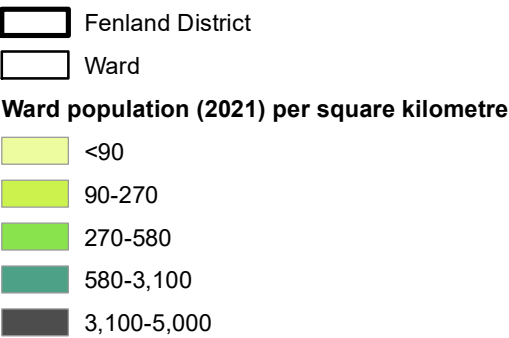 Fenland District
Ward
Ward population (2021) per square kilometre
<90
90-270
270-580
580-3,100
3,100-5,000